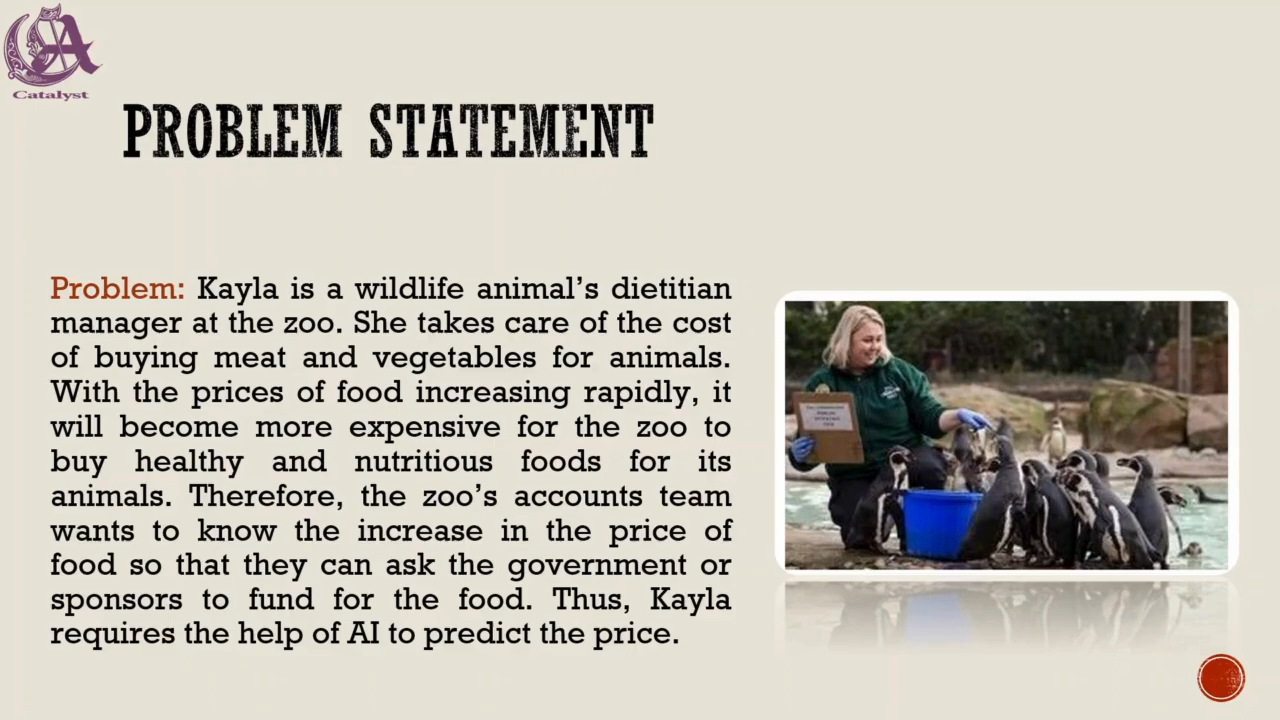 Catalyst
PROBLEM STATEMENT
Problem: Kayla is a wildlife animal’s dietitian
manager at the zoo. She takes care of the cost
of buying meat and vegetables for animals.
With the prices of food increasing rapidly, it
will become more expensive for the zoo to
buy healthy and nutritious foods for its
animals. Therefore, the zoo’s accounts team
wants to know the increase in the price of
food so that they can ask the government or
sponsors to fund for the food. Thus, Kayla
requires the help of AI to predict the price.